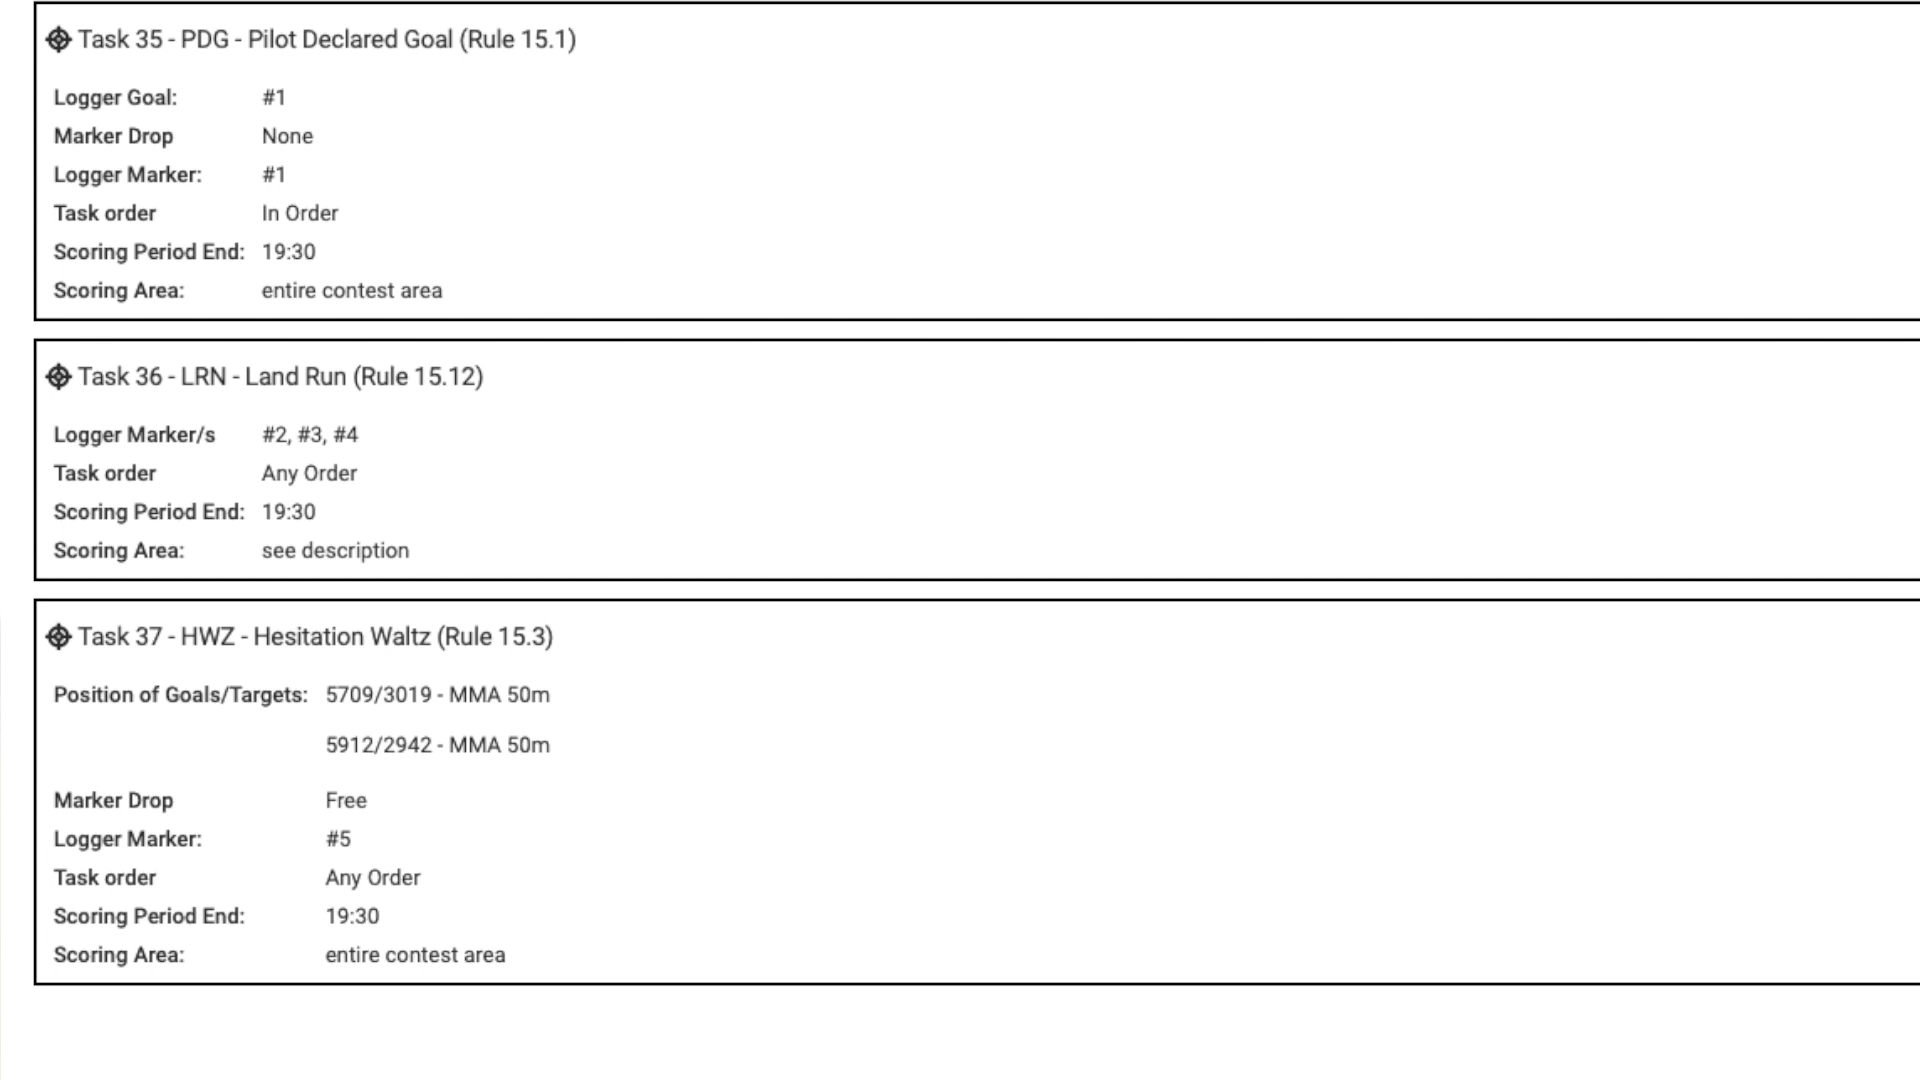 Task 35 - PDG - Pilot Declared Goal (Rule 15.1)
Logger Goal: #1
Marker Drop None
Logger Marker: #1
Task order In Order
Scoring Period End: 19:30
Scoring Area: entire contest area
Task 36 - LRN - Land Run (Rule 15.12)
Logger Marker/s #2, #3, #4
Task order Any Order
Scoring Period End: 19:30
Scoring Area: see description
Task 37 - HWZ - Hesitation Waltz (Rule 15.3)
Position of Goals/Targets: 5709/3019 - MMA 50m
5912/2942 - MMA 50m
Marker Drop Free
Logger Marker: #5
Task order Any Order
Scoring Period End: 19:30
Scoring Area: entire contest area